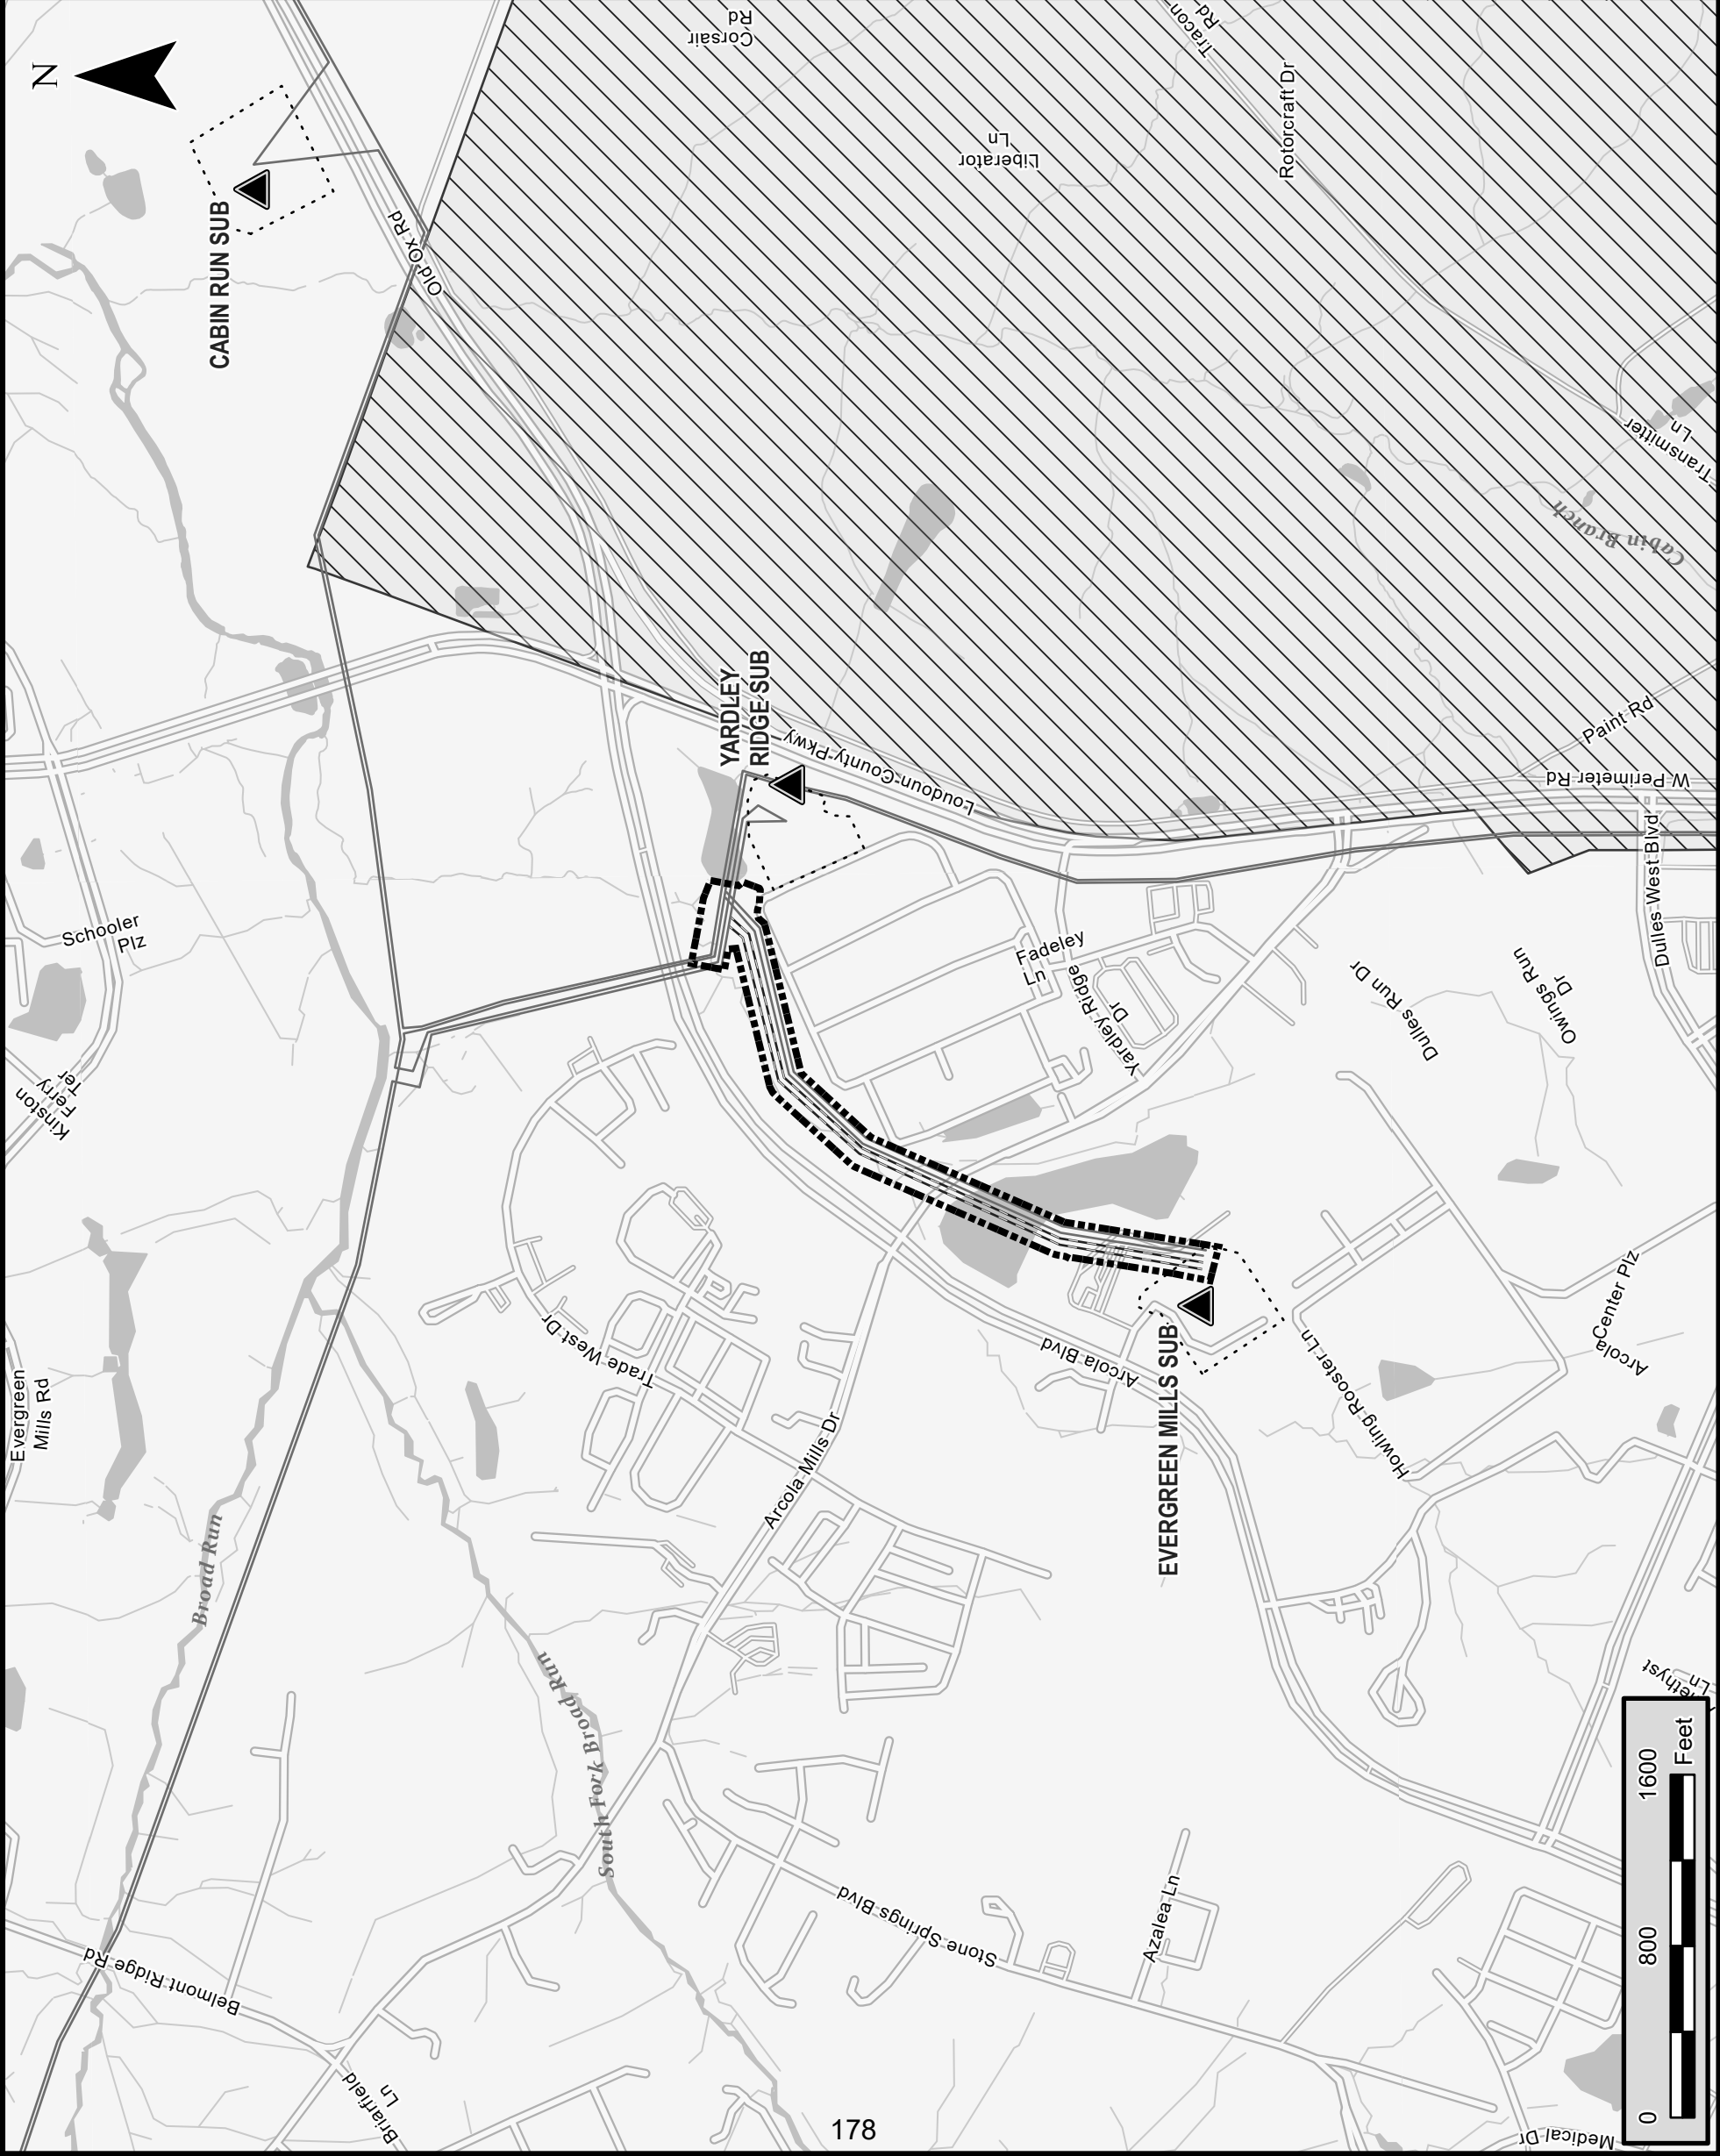 N
CABIN RUN SUB
Corsair
Rd
Tracon
Rd
Rotorcraft Dr
Liberator
Ln
Old Ox Rd
Transmitter
Ln
Cabin Branch
YARDLEY
RIDGE SUB
Loudoun County Pkwy
Paint Rd
W Perimeter Rd
Dulles West Blvd
Schooler
Plz
Kinston
Ferry
Ter
Fadeley
Ln
Yardley Ridge
Dr
Dulles Run Dr
Owings Run
Dr
Evergreen
Mills Rd
Trade West Dr
Arcola Blvd
EVERGREEN MILLS SUB
Howling Rooster Ln
Arcola
Center Plz
Arcola Mills Dr
Broad Run
South Fork Broad Run
Ln
Belmont Ridge Rd
Stone Springs Blvd
Azalea Ln
Briarfield
Ln
Medical Dr
0 800 1600
Feet
178